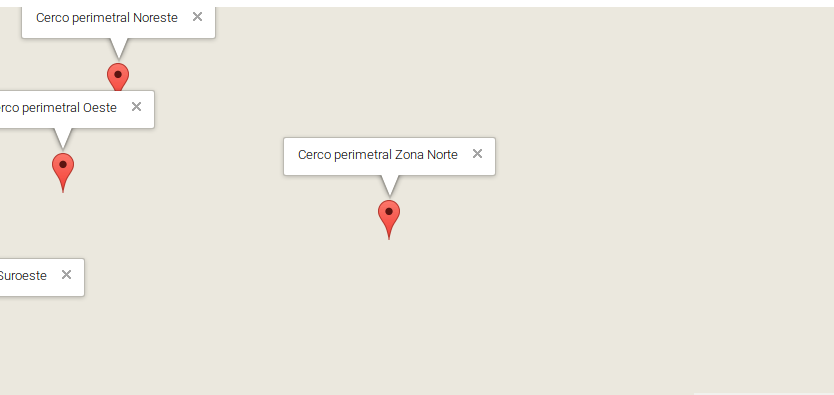 Cerco perimetral Noreste
rco perimetral Oeste
Cerco perimetral Zona Norte
Suroeste